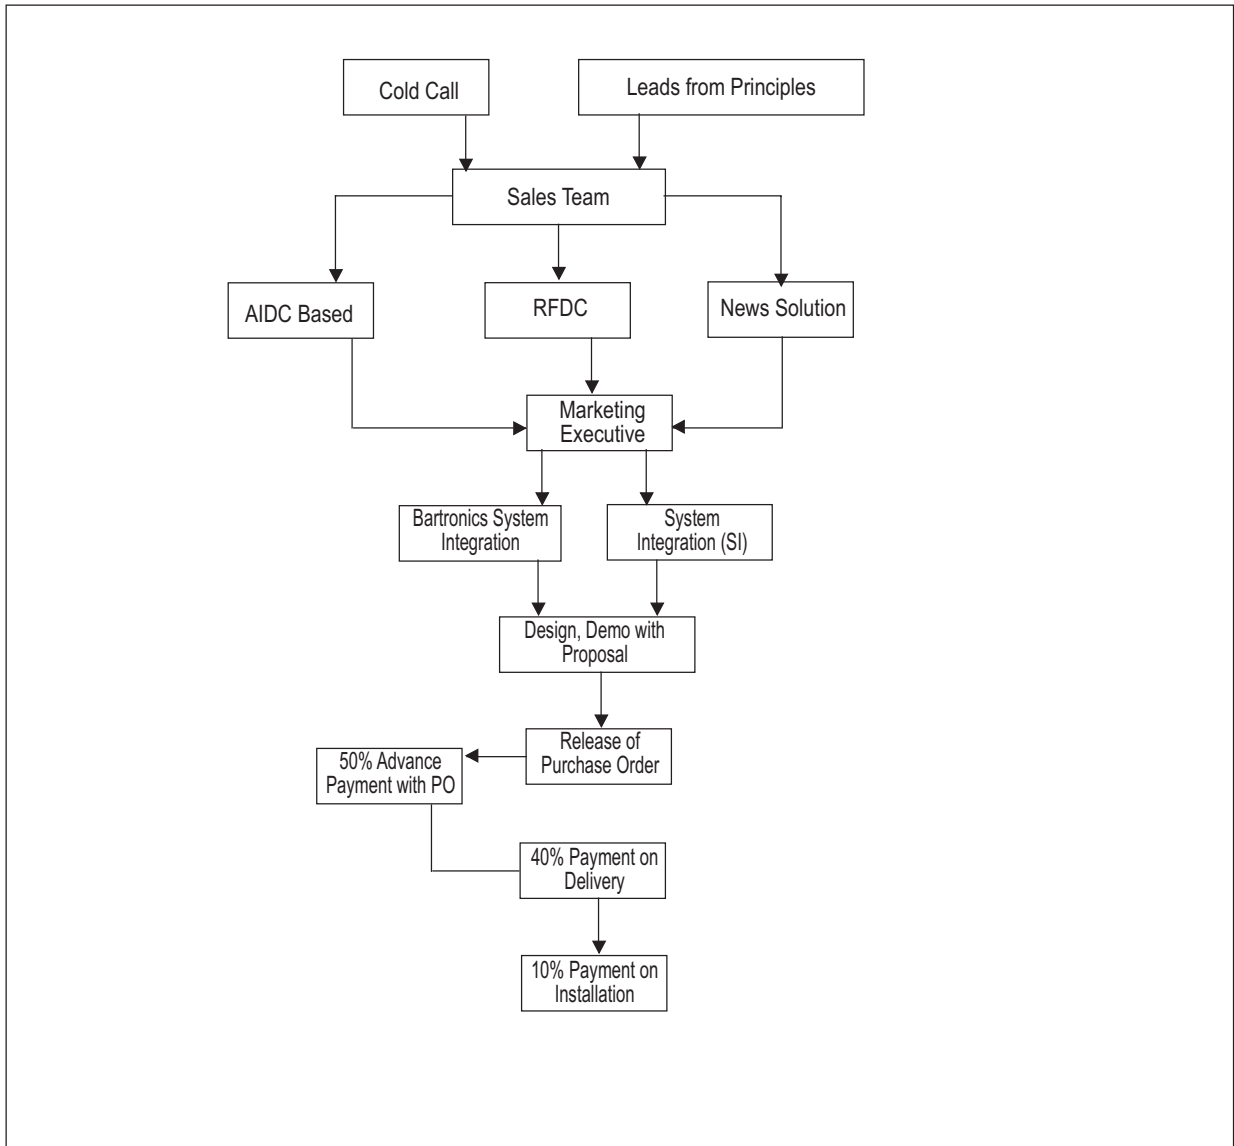 Cold Call
Leads from Principles
Sales Team
AIDC Based
RFDC
News Solution
Marketing
Executive
Bartronics System
Integration
System
Integration (SI)
Design, Demo with
Proposal
Release of
Purchase Order
50% Advance
Payment with PO
40% Payment on
Delivery
10% Payment on
Installation